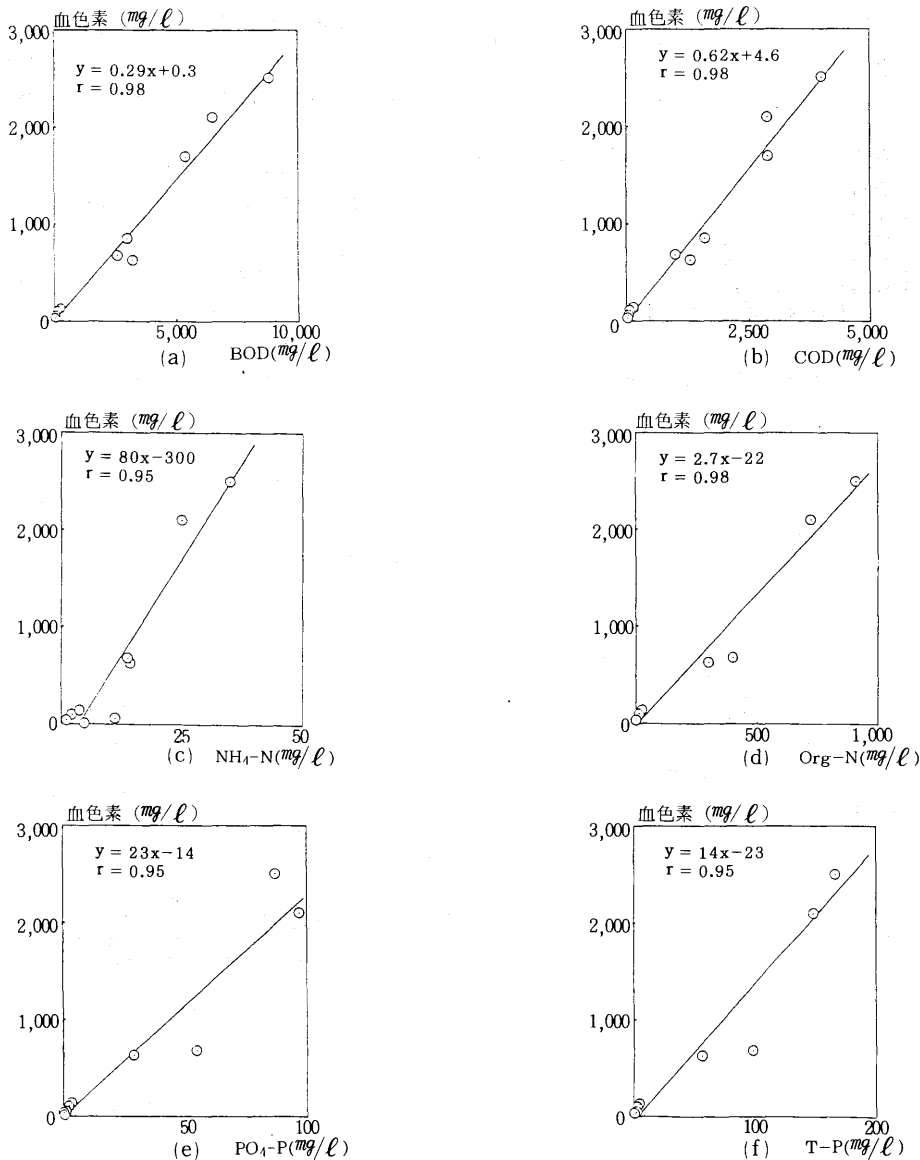 血色素 (mg/ℓ)
3,000
y = 0.29x+0.3
r = 0.98
2,000
1,000
0
5,000 10,000
(a) BOD(mg/ℓ)
血色素 (mg/ℓ)
3,000
y = 0.62x+4.6
r = 0.98
2,000
1,000
0
2,500 5,000
(b) COD(mg/ℓ)
血色素 (mg/ℓ)
3,000
y = 80x−300
r = 0.95
2,000
1,000
0
25 50
(c) NH₄-N(mg/ℓ)
血色素 (mg/ℓ)
3,000
y = 2.7x−22
r = 0.98
2,000
1,000
0
500 1,000
(d) Org-N(mg/ℓ)
血色素 (mg/ℓ)
3,000
y = 23x−14
r = 0.95
2,000
1,000
0
50 100
(e) PO₄-P(mg/ℓ)
血色素 (mg/ℓ)
3,000
y = 14x−23
r = 0.95
2,000
1,000
0
100 200
(f) T-P(mg/ℓ)